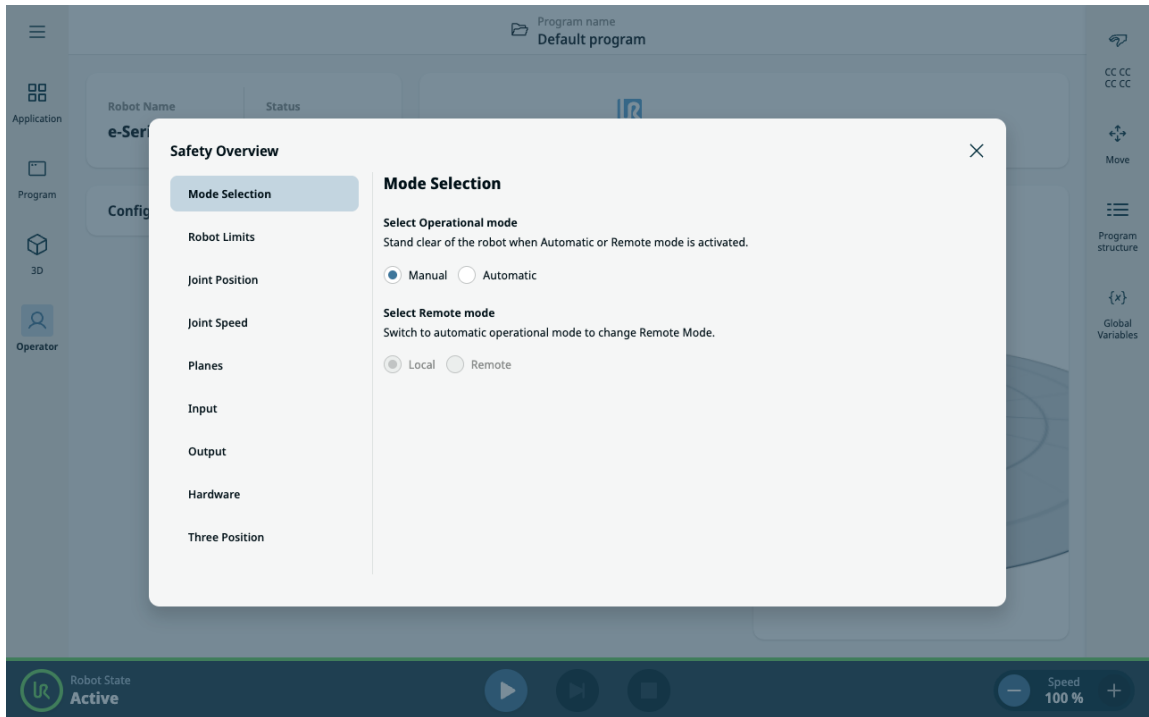 Program name
Default program
Application
Program
3D
Operator
Robot Name
Status
e-Seri
Config
Safety Overview
Mode Selection
Robot Limits
Joint Position
Joint Speed
Planes
Input
Output
Hardware
Three Position
Mode Selection
Select Operational mode
Stand clear of the robot when Automatic or Remote mode is activated.
Manual Automatic
Select Remote mode
Switch to automatic operational mode to change Remote Mode.
Local Remote
CC CC
CC CC
Move
Program
structure
{x}
Global
Variables
Robot State
Active
Speed
100 %